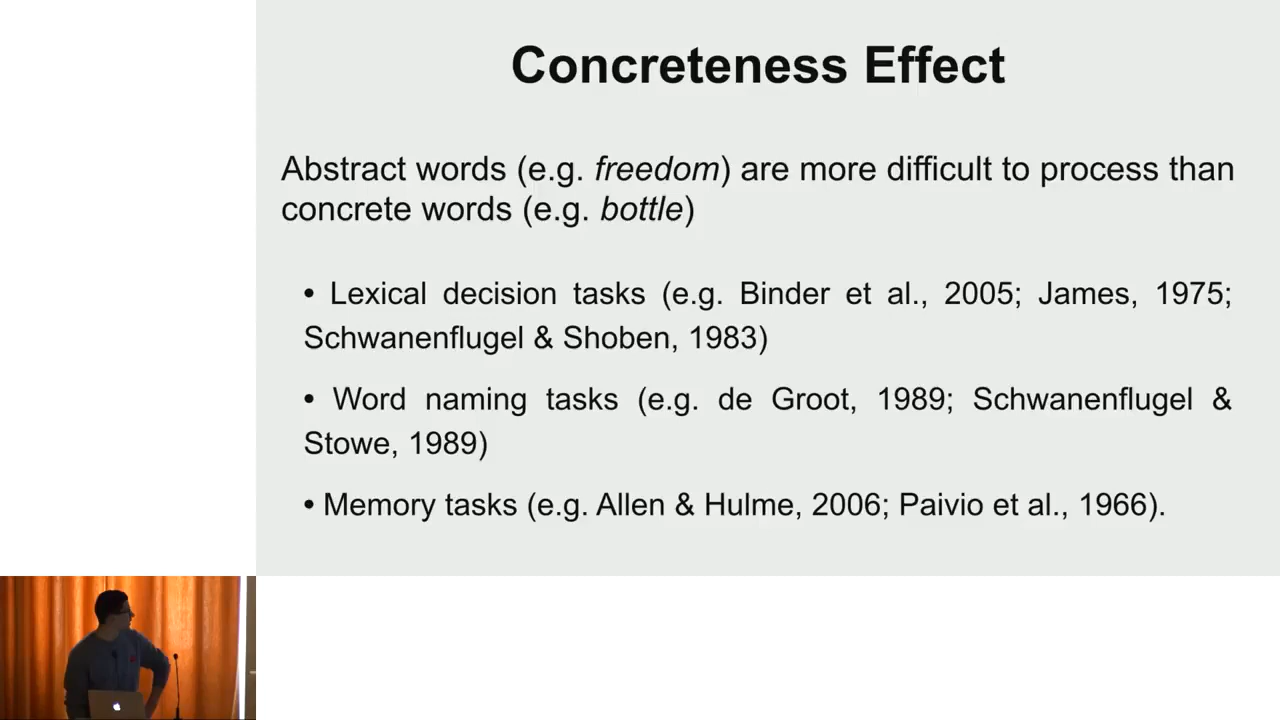 Concreteness Effect
Abstract words (e.g. freedom) are more difficult to process than
concrete words (e.g. bottle)
• Lexical decision tasks (e.g. Binder et al., 2005; James, 1975;
Schwanenflugel & Shoben, 1983)
• Word naming tasks (e.g. de Groot, 1989; Schwanenflugel &
Stowe, 1989)
• Memory tasks (e.g. Allen & Hulme, 2006; Paivio et al., 1966).